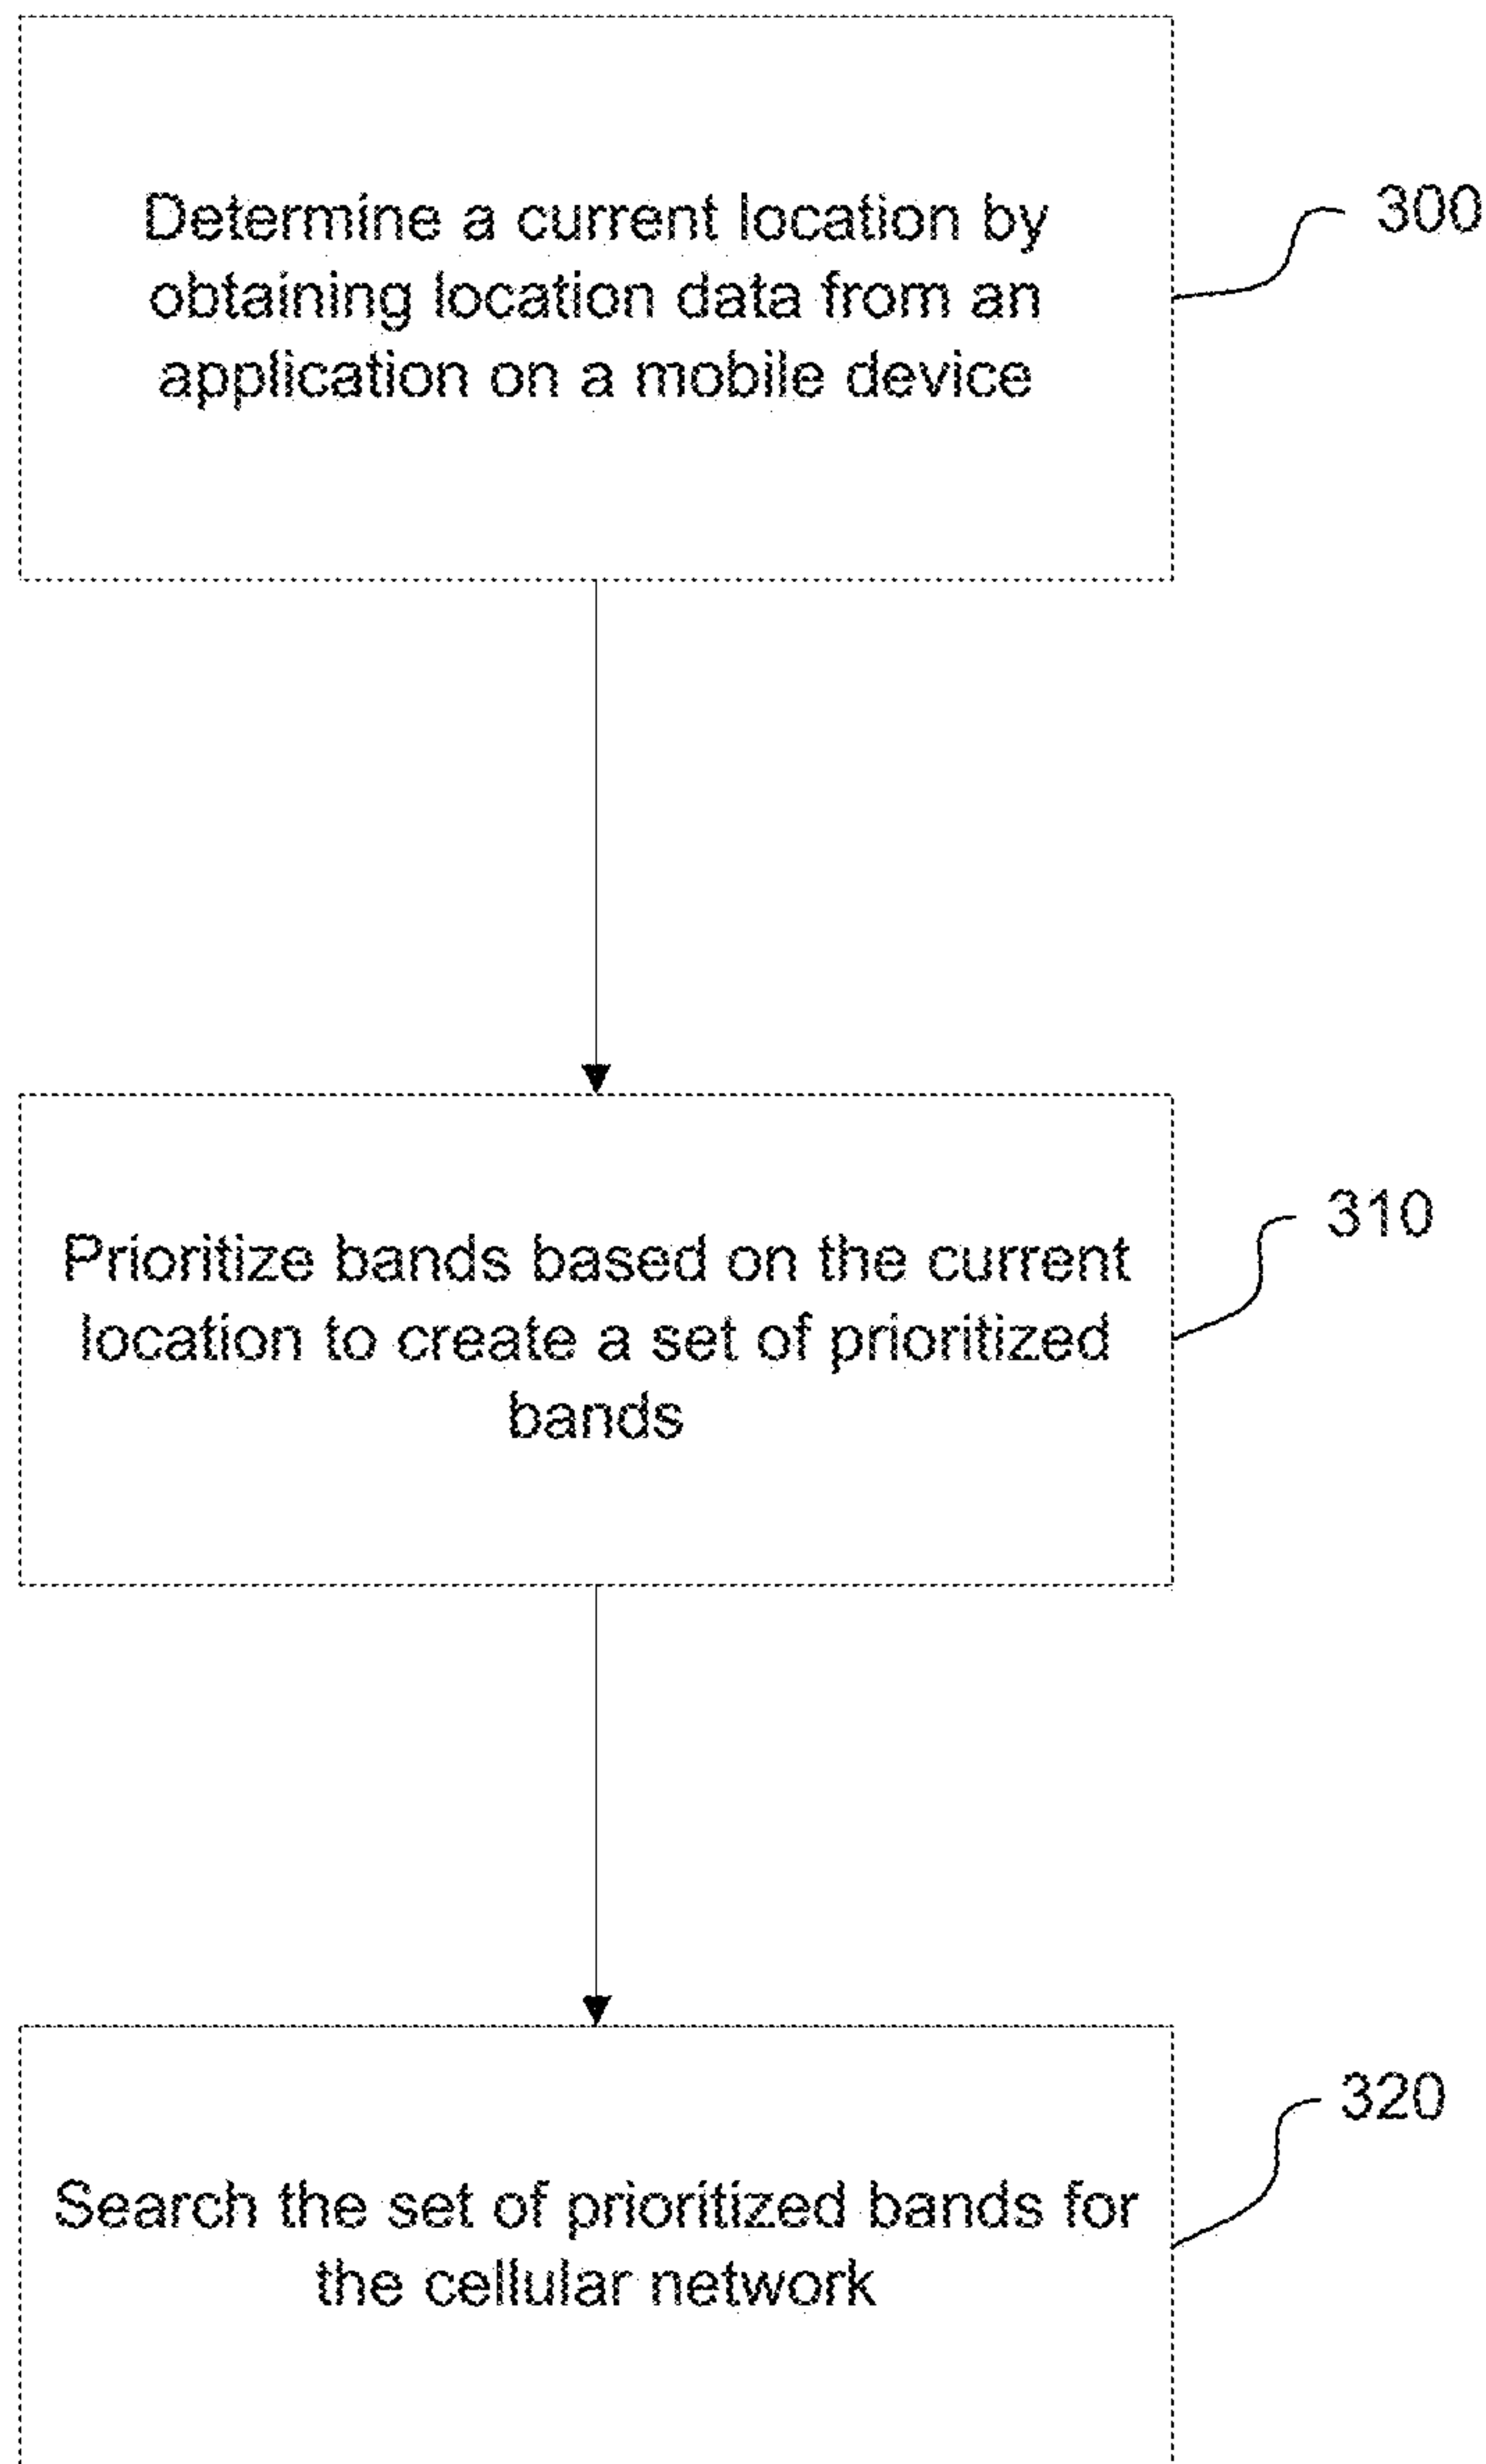 Determine a current location by
obtaining location data from an
application on a mobile device
300
Prioritize bands based on the current
location to create a set of prioritized
bands
310
Search the set of prioritized bands for
the cellular network
320